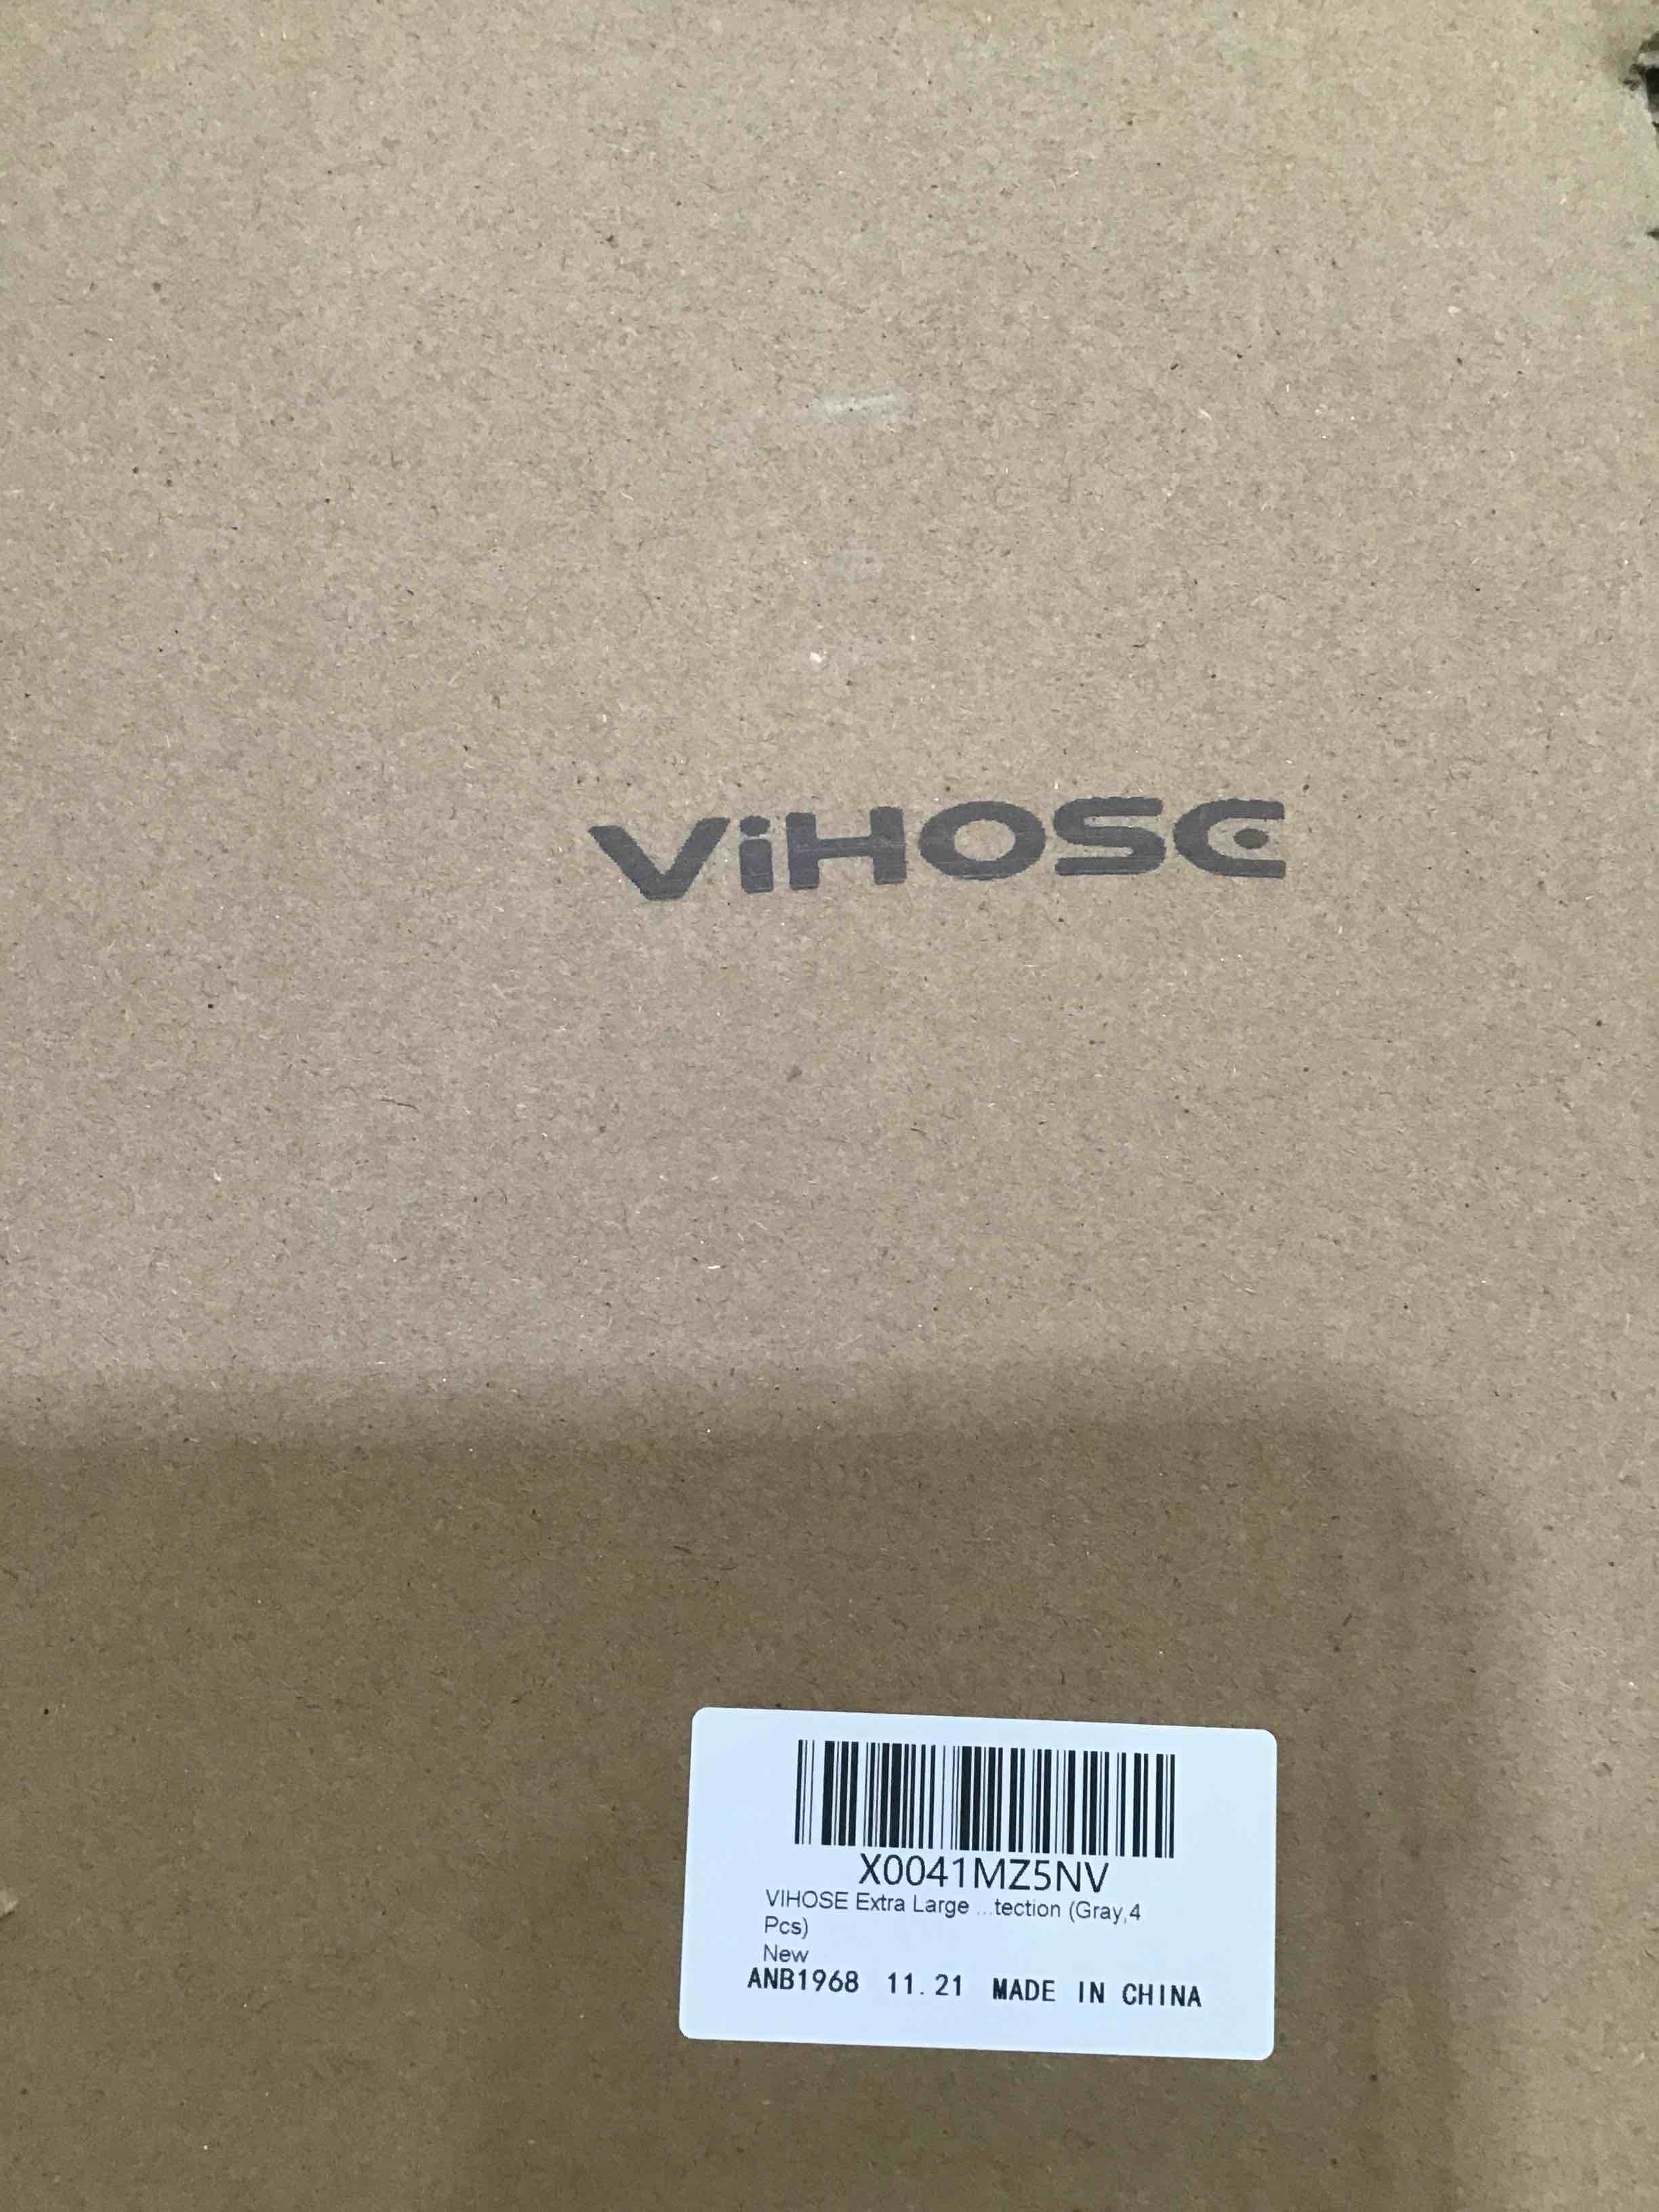 ViHOSE
X0041MZ5NV
VIHOSE Extra Large ...tection (Gray,4
Pcs)
New
ANB1968 11.21 MADE IN CHINA